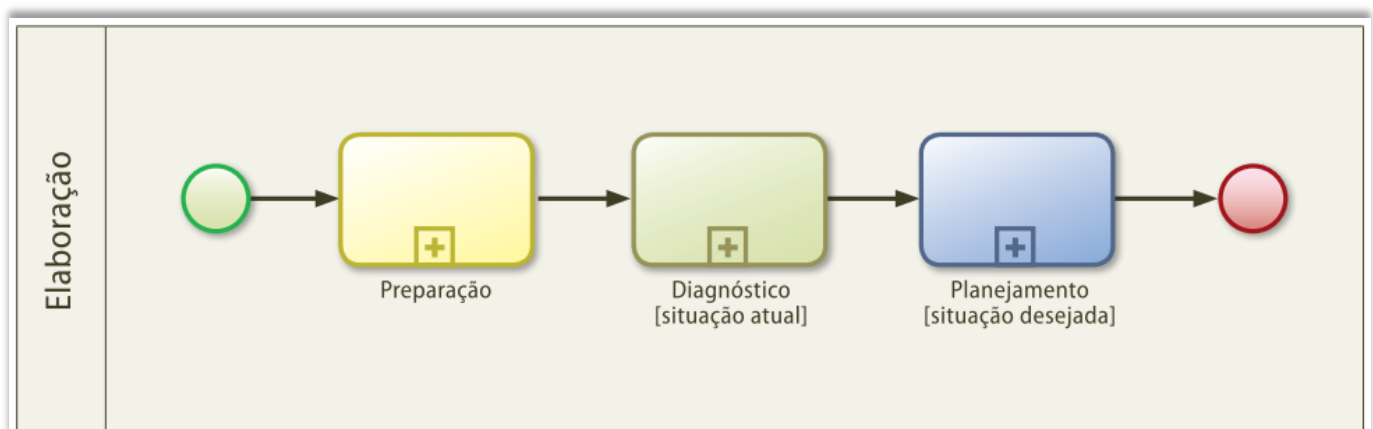 Elaboração
Preparação
Diagnóstico
[situação atual]
Planejamento
[situação desejada]